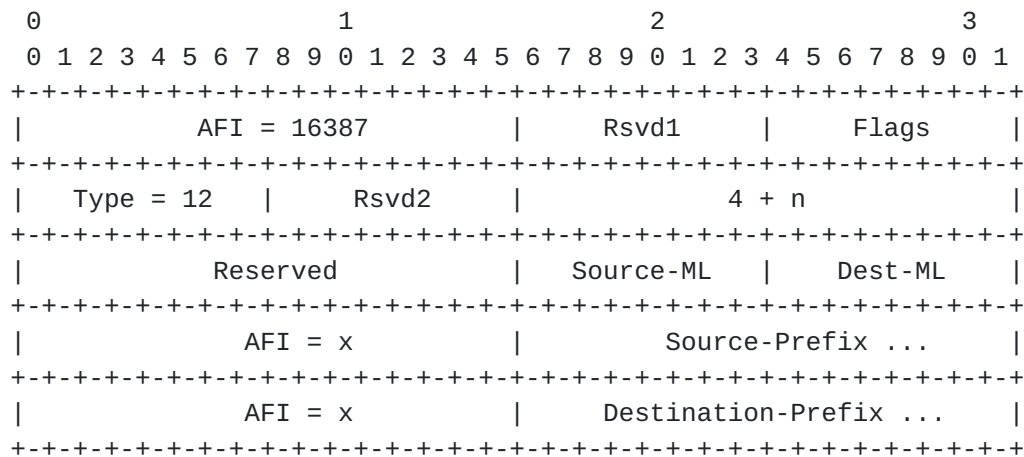 0                   1                   2                   3
 0 1 2 3 4 5 6 7 8 9 0 1 2 3 4 5 6 7 8 9 0 1 2 3 4 5 6 7 8 9 0 1
+-+-+-+-+-+-+-+-+-+-+-+-+-+-+-+-+-+-+-+-+-+-+-+-+-+-+-+-+-+-+-+-+
|           AFI = 16387         |     Rsvd1     |     Flags     |
+-+-+-+-+-+-+-+-+-+-+-+-+-+-+-+-+-+-+-+-+-+-+-+-+-+-+-+-+-+-+-+-+
|   Type = 12   |     Rsvd2     |             4 + n             |
+-+-+-+-+-+-+-+-+-+-+-+-+-+-+-+-+-+-+-+-+-+-+-+-+-+-+-+-+-+-+-+-+
|            Reserved           |   Source-ML   |    Dest-ML    |
+-+-+-+-+-+-+-+-+-+-+-+-+-+-+-+-+-+-+-+-+-+-+-+-+-+-+-+-+-+-+-+-+
|              AFI = x          |         Source-Prefix ...     |
+-+-+-+-+-+-+-+-+-+-+-+-+-+-+-+-+-+-+-+-+-+-+-+-+-+-+-+-+-+-+-+-+
|              AFI = x          |     Destination-Prefix ...    |
+-+-+-+-+-+-+-+-+-+-+-+-+-+-+-+-+-+-+-+-+-+-+-+-+-+-+-+-+-+-+-+-+